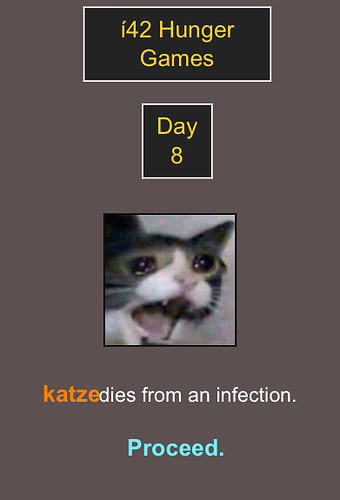 í42 Hunger
Games
Day
8
katzedies from an infection.
Proceed.